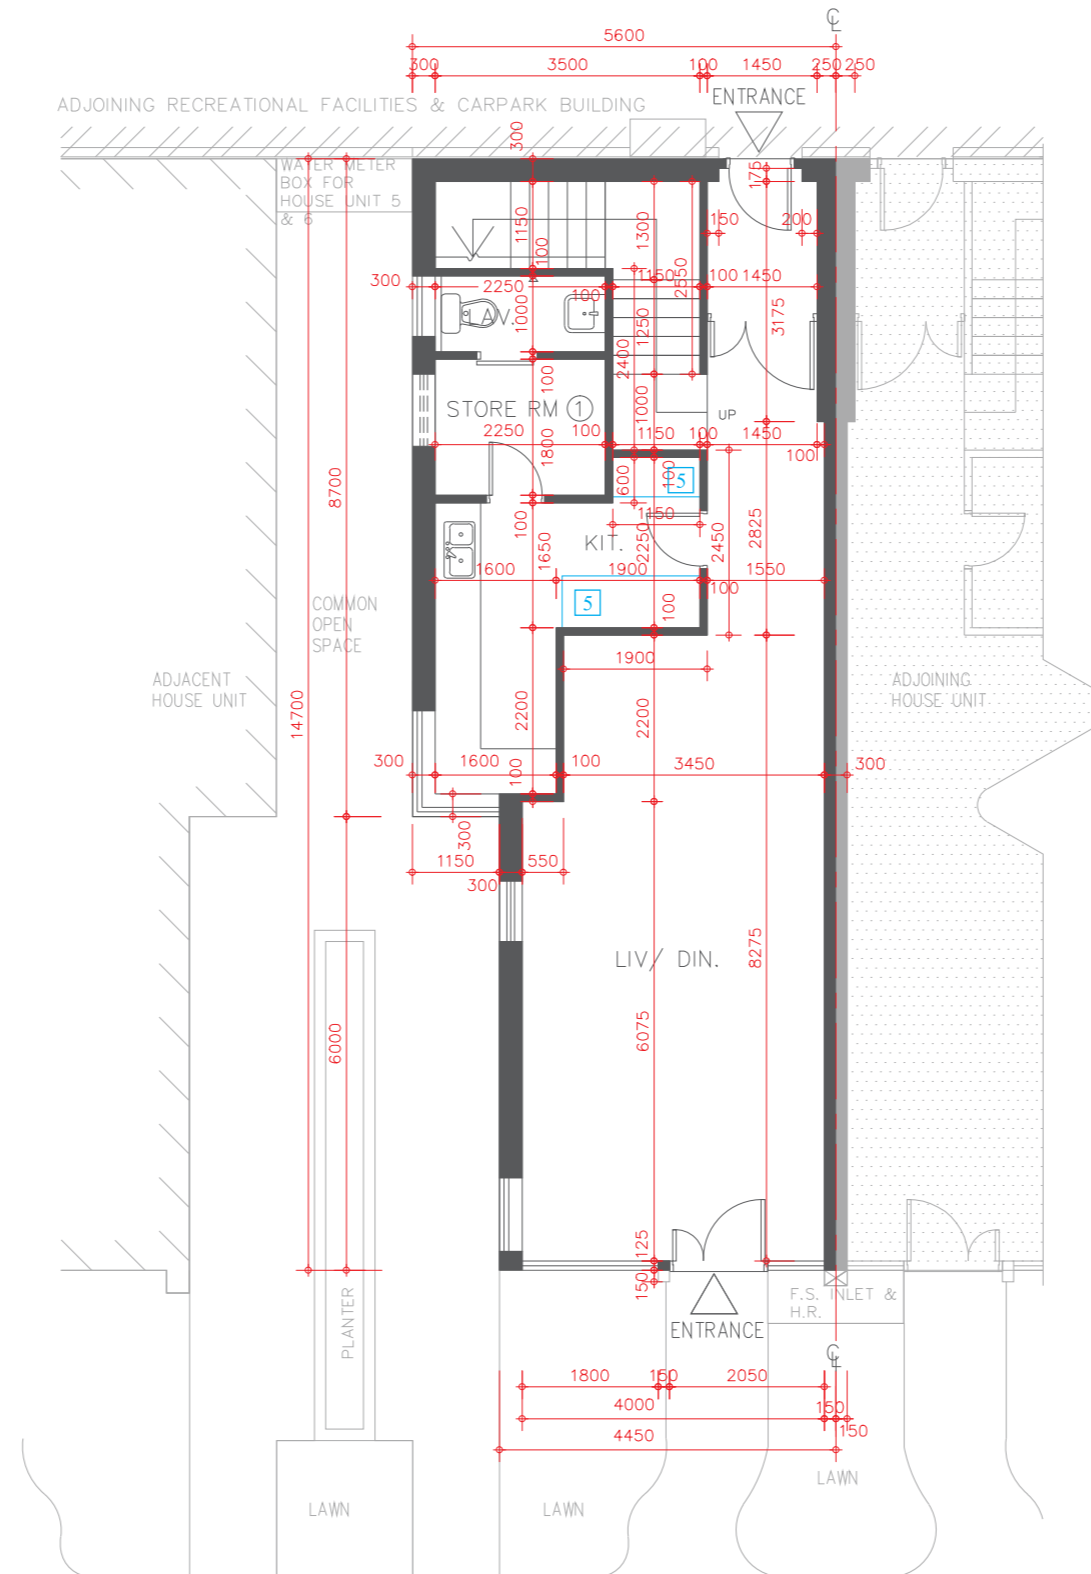 ℄
5600
300 3500 100 1450 250 250
ADJOINING RECREATIONAL FACILITIES & CARPARK BUILDING
ENTRANCE
300
WATER METER
BOX FOR
HOUSE UNIT 5
& 6
175
1150
1300
150
200
100
2550
300
2250
100
1150
100 1450
LAV.
1000
1250
3175
2400
100
STORE RM 1
1000
UP
2250
100
1150
100
1450
1800
100
8700
600
100
5
100
1150
KIT.
1650
2250
2450
2825
1600
1900
100
1550
5
100
COMMON
OPEN
SPACE
ADJACENT
HOUSE UNIT
1900
ADJOINING
HOUSE UNIT
14700
2200
2200
300
1600
100
100
3450
300
300
1150
300
550
LIV/ DIN.
8275
6000
6075
125
150
PLANTER
F.S. INLET &
H.R.
ENTRANCE
℄
1800
150
2050
4000
150
150
4450
LAWN
LAWN
LAWN